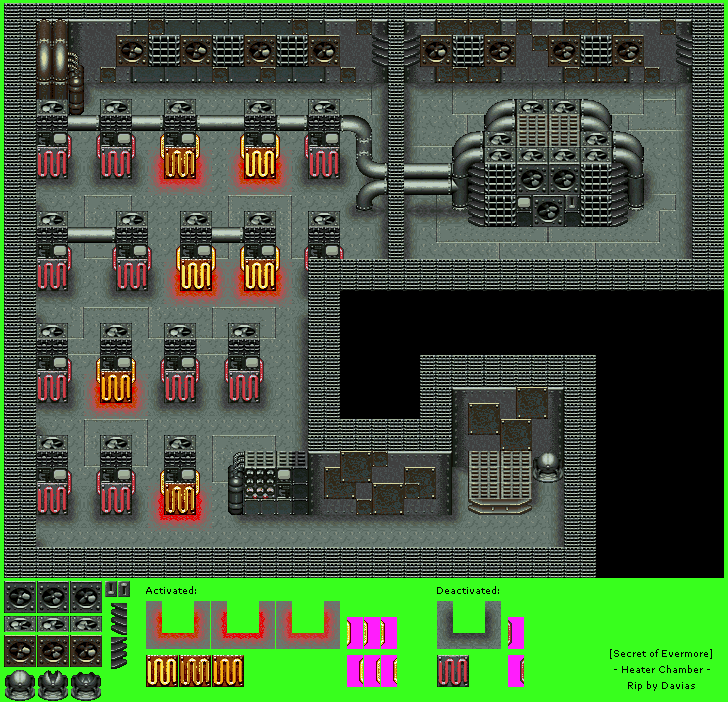 Activated:
Deactivated:
[Secret of Evermore]
- Heater Chamber -
Rip by Davias